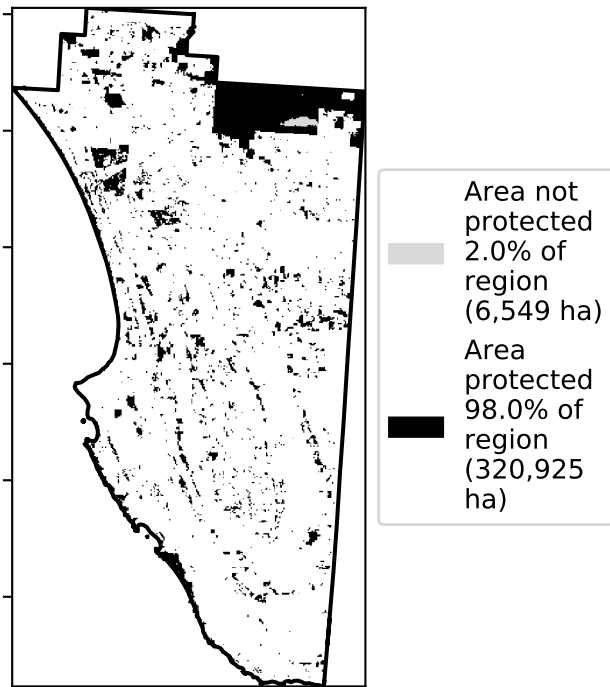 Area not
protected
2.0% of
region
(6,549 ha)
Area
protected
98.0% of
region
(320,925
ha)